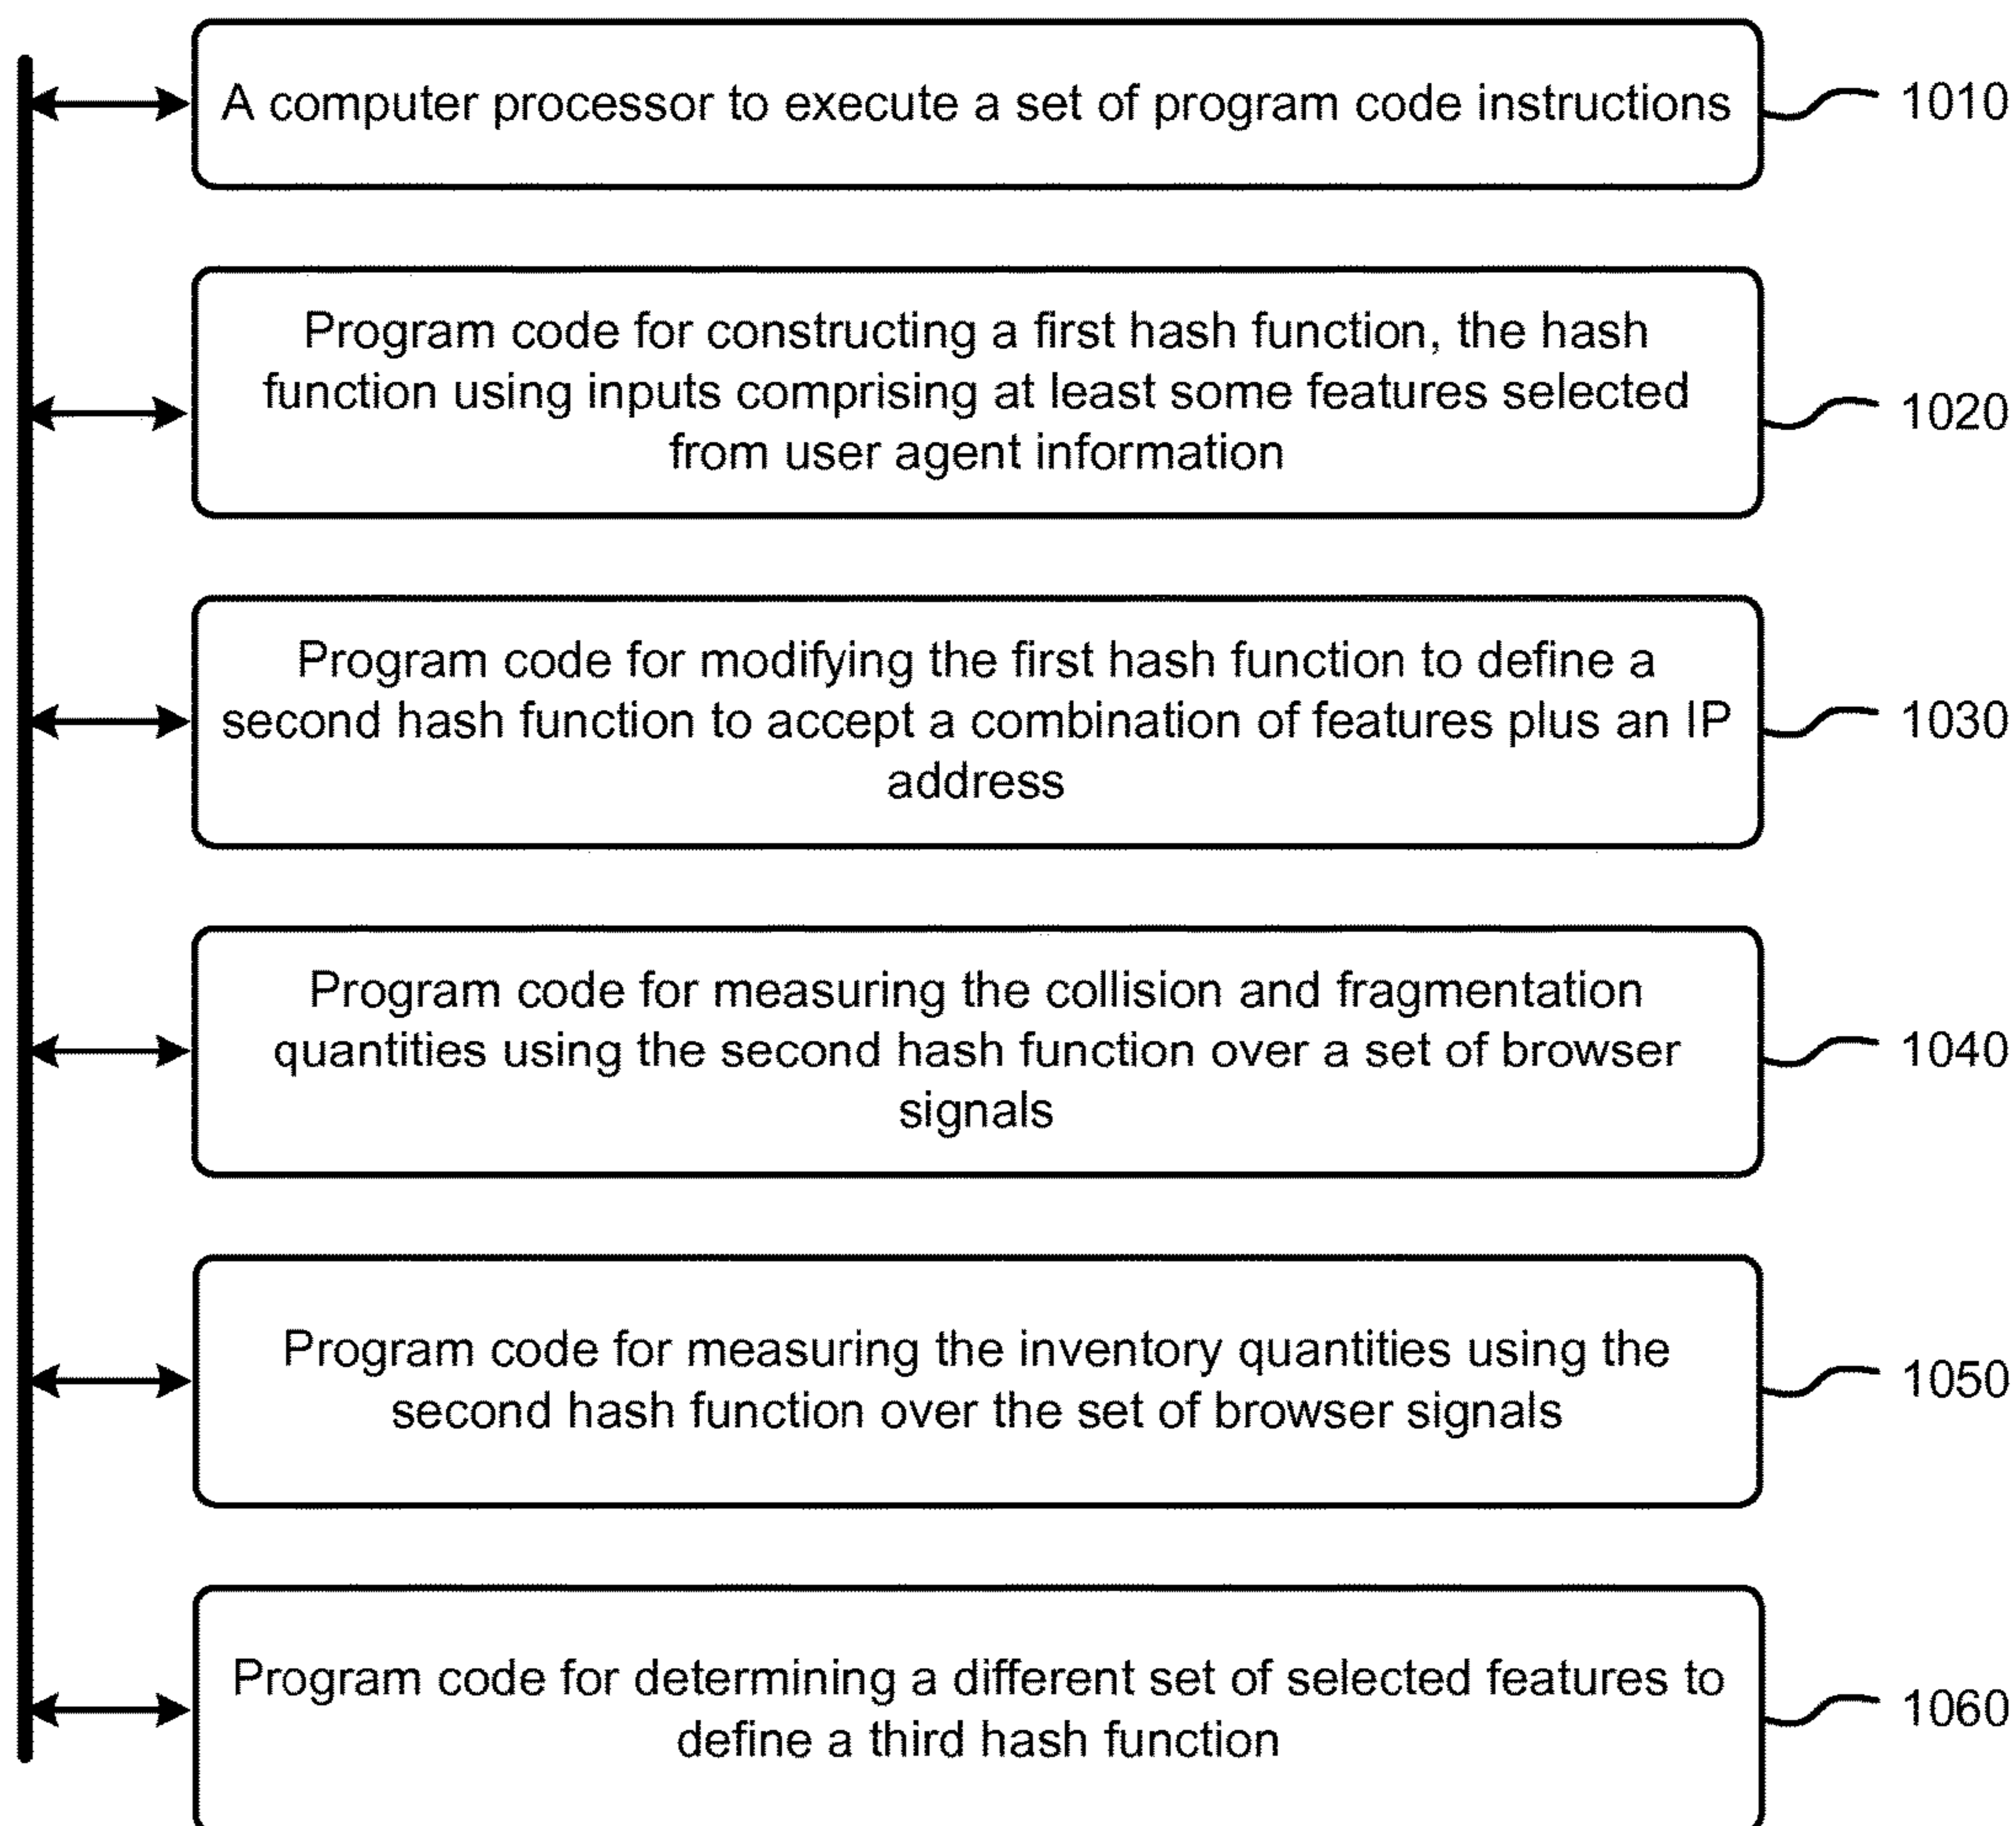 A computer processor to execute a set of program code instructions
1010
Program code for constructing a first hash function, the hash
function using inputs comprising at least some features selected
from user agent information
1020
Program code for modifying the first hash function to define a
second hash function to accept a combination of features plus an IP
address
1030
Program code for measuring the collision and fragmentation
quantities using the second hash function over a set of browser
signals
1040
Program code for measuring the inventory quantities using the
second hash function over the set of browser signals
1050
Program code for determining a different set of selected features to
define a third hash function
1060